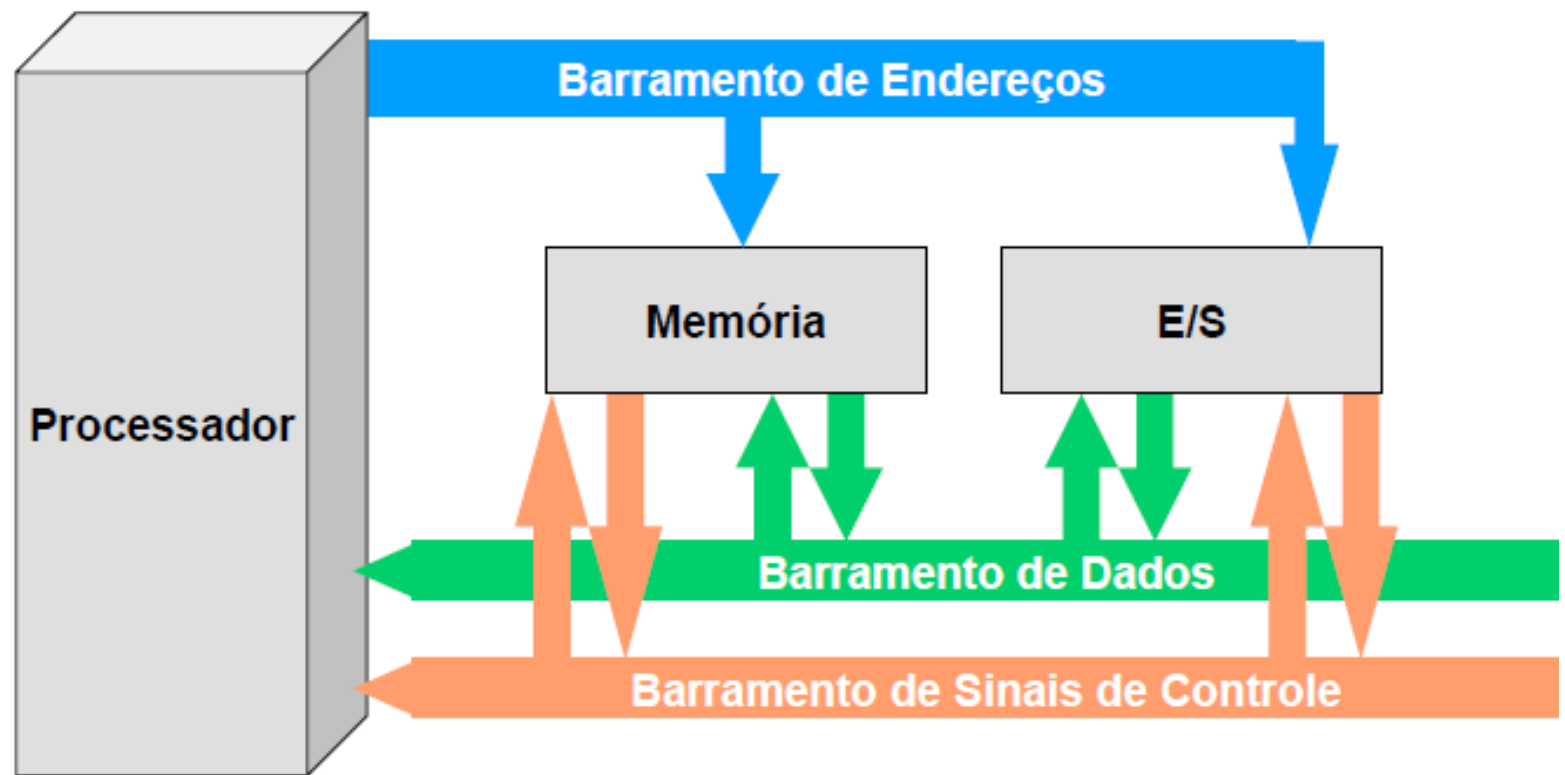 Barramento de Endereços
Memória
E/S
Processador
Barramento de Dados
Barramento de Sinais de Controle